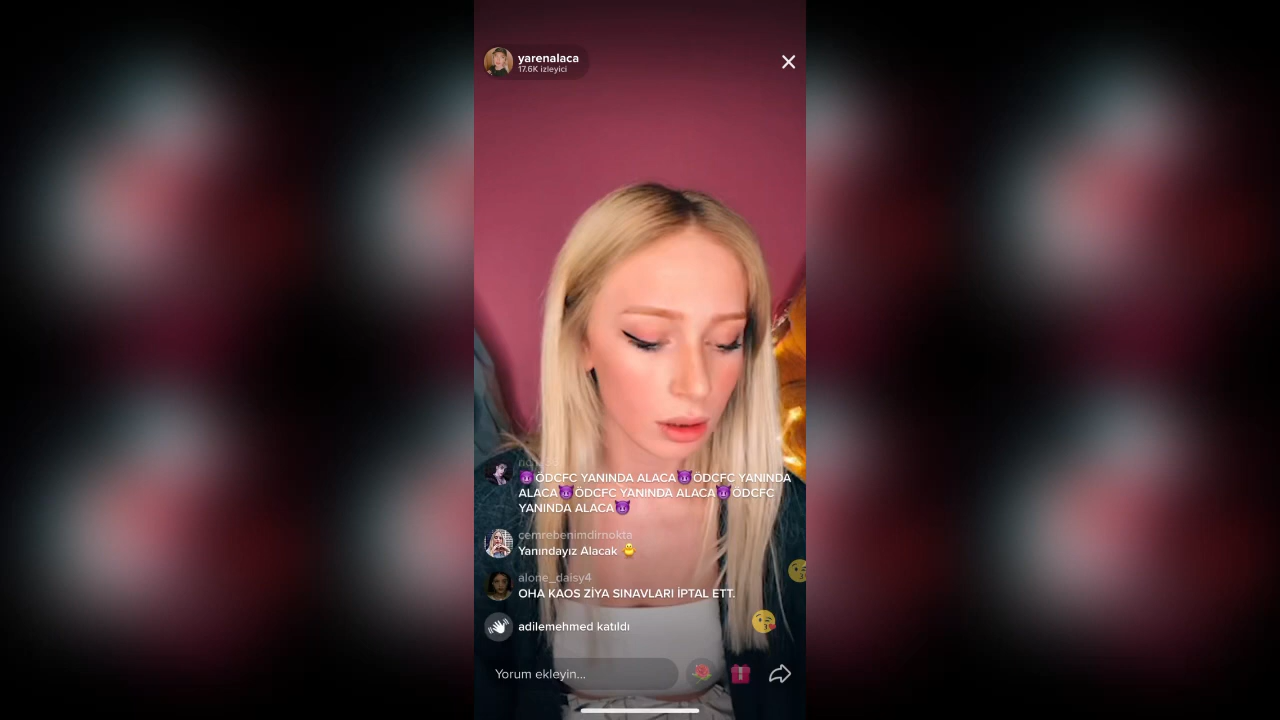 yarenalaca
17.6K izleyici
😈ÖDCFC YANINDA ALACA😈ÖDCFC YANINDA
ALACA😈ÖDCFC YANINDA ALACA😈ÖDCFC
YANINDA ALACA😈
cemrebenimdirnokta
Yanındayız Alacak 🐥
alone_daisy4
OHA KAOS ZİYA SINAVLARI İPTAL ETT.
adilemehmed katıldı
Yorum ekleyin...